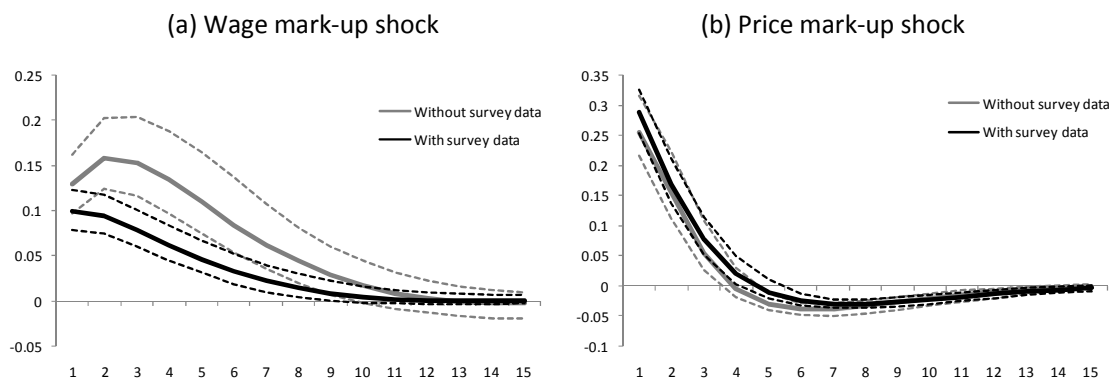 (a) Wage mark-up shock
0.25
0.2
0.15
0.1
0.05
0
-0.05
1 2 3 4 5 6 7 8 9 10 11 12 13 14 15
Without survey data
With survey data
(b) Price mark-up shock
0.35
0.3
0.25
0.2
0.15
0.1
0.05
0
-0.05
-0.1
1 2 3 4 5 6 7 8 9 10 11 12 13 14 15
Without survey data
With survey data